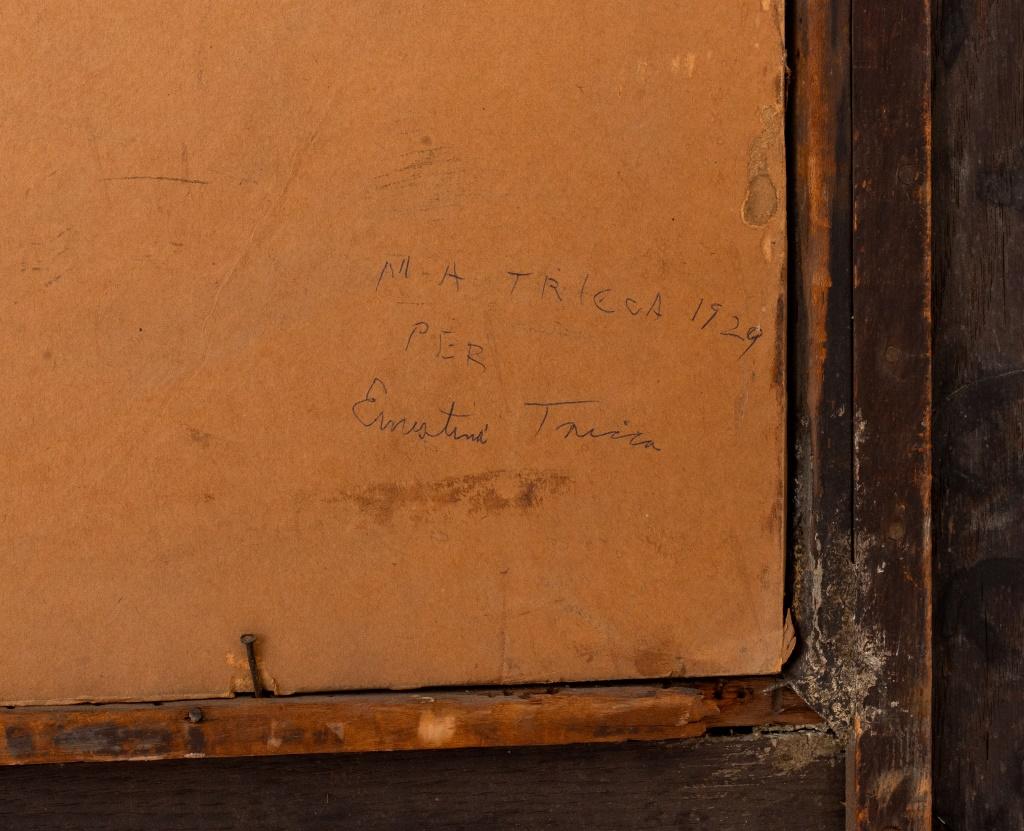 M A TRICCA 1929
PER
Ernestina Tricca